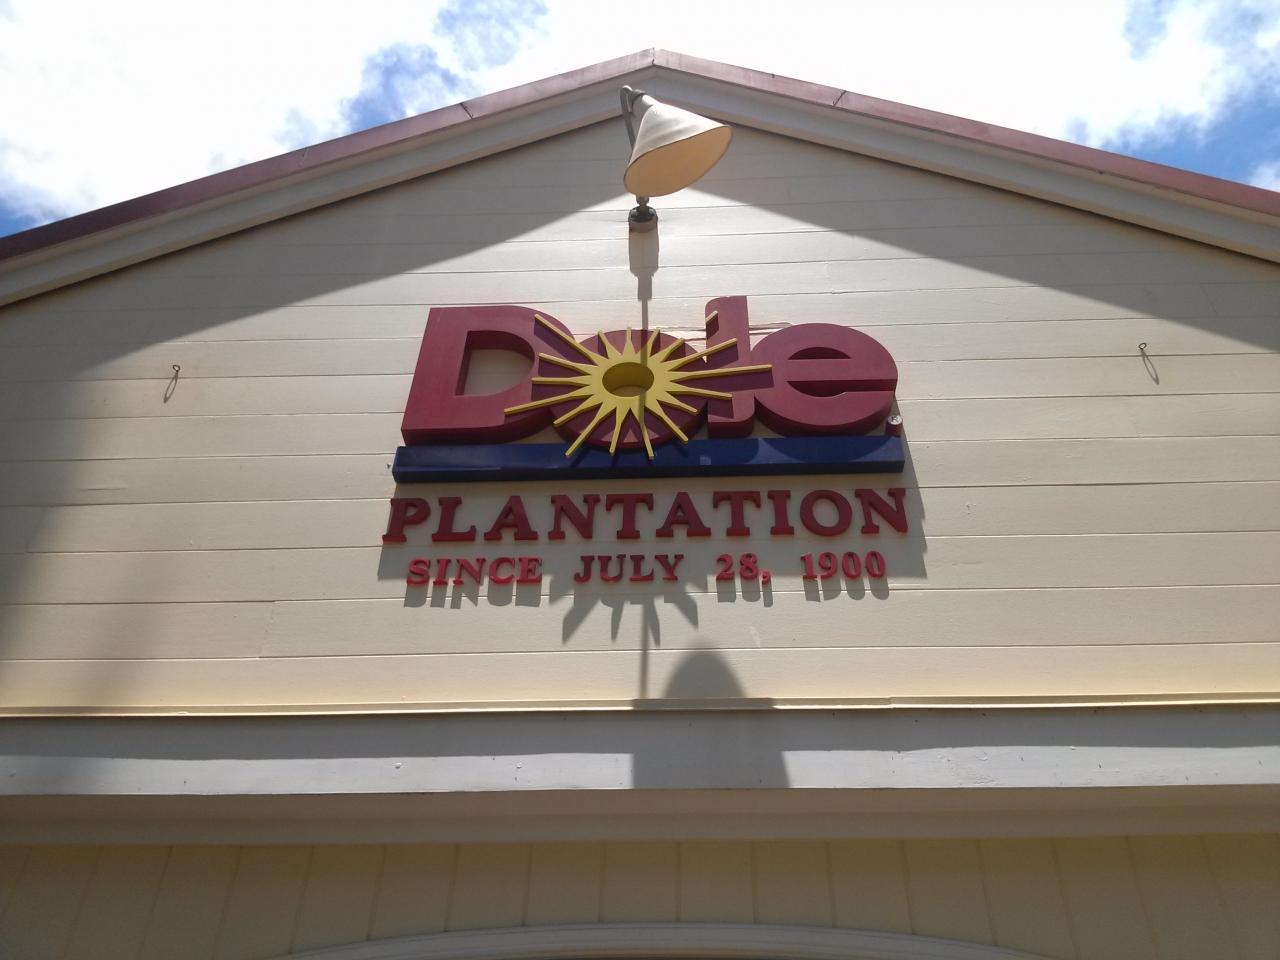 Dole®
PLANTATION
SINCE JULY 28, 1900